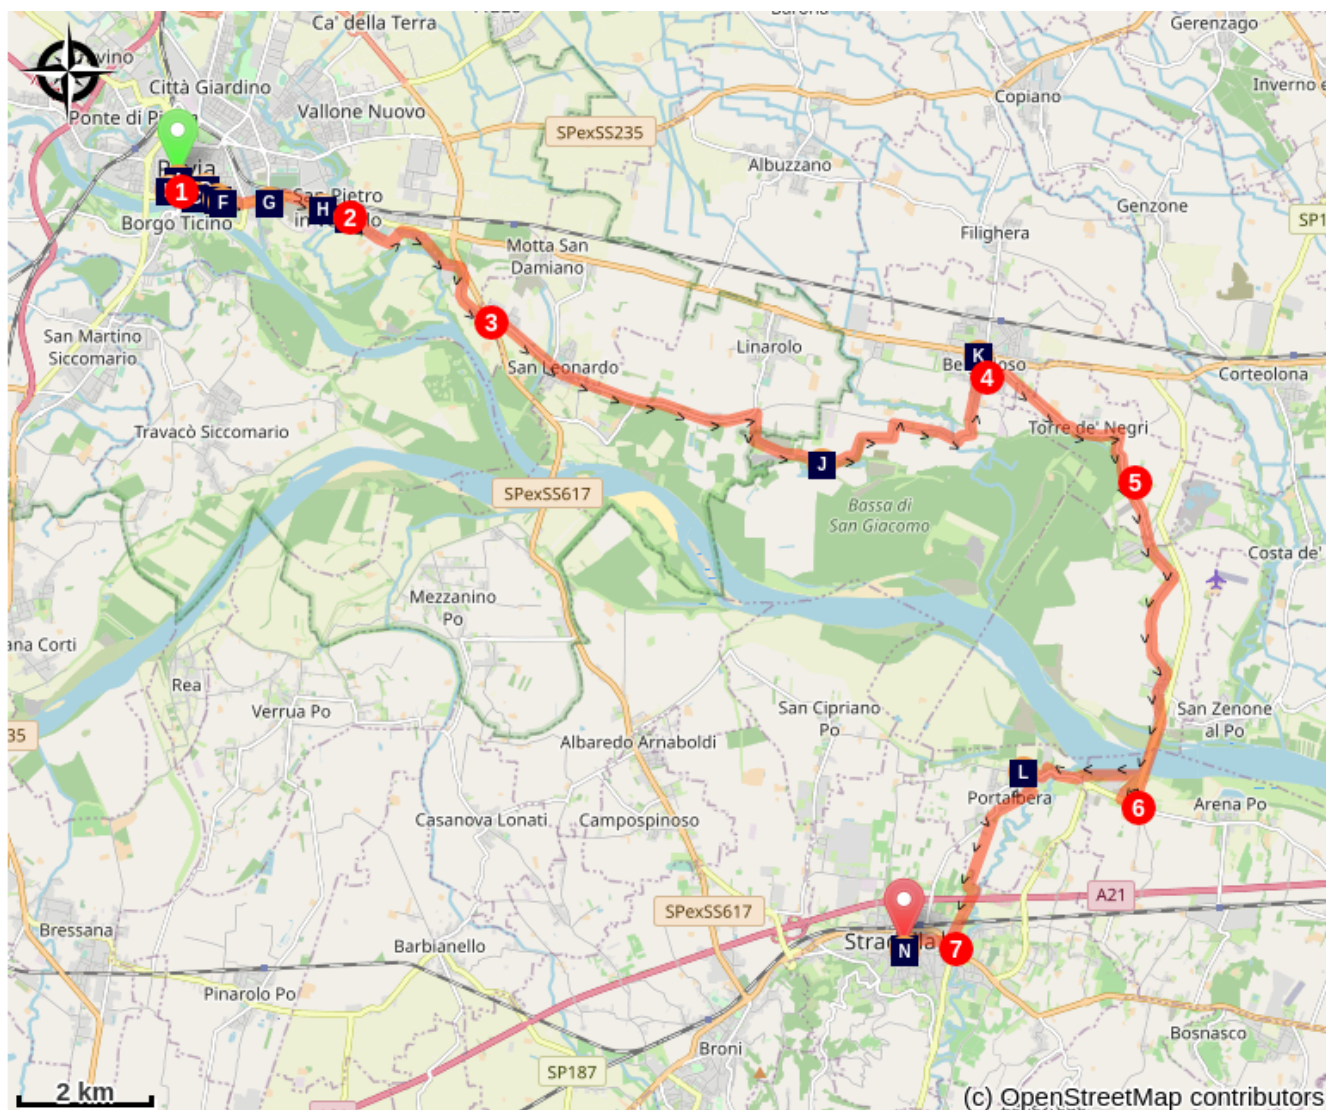 Ca' della Terra
Gerenzago
Città Giardino
Inverno e
Vallone Nuovo
Copiano
SPexSS235
Albuzzano
1
F
G
H
2
Borgo Ticino
Genzone
SP1
Filighera
Motta San
Damiano
3
San Martino
Siccomario
Linarolo
K
San Leonardo
4
Corteolona
Travacò Siccomario
Torre de' Negri
J
5
SPexSS617
Bassa di
San Giacomo
Costa de'
Mezzanino
Po
ana Corti
Rea
Verrua Po
San Cipriano
Po
San Zenone
al Po
35
Albaredo Arnaboldi
L
Portalbera
6
Arena Po
Casanova Lonati
Campospinoso
A21
SPexSS617
Bressana
Barbianello
N
7
Pinarolo Po
Bosnasco
Broni
SP187
2 km
(c) OpenStreetMap contributors